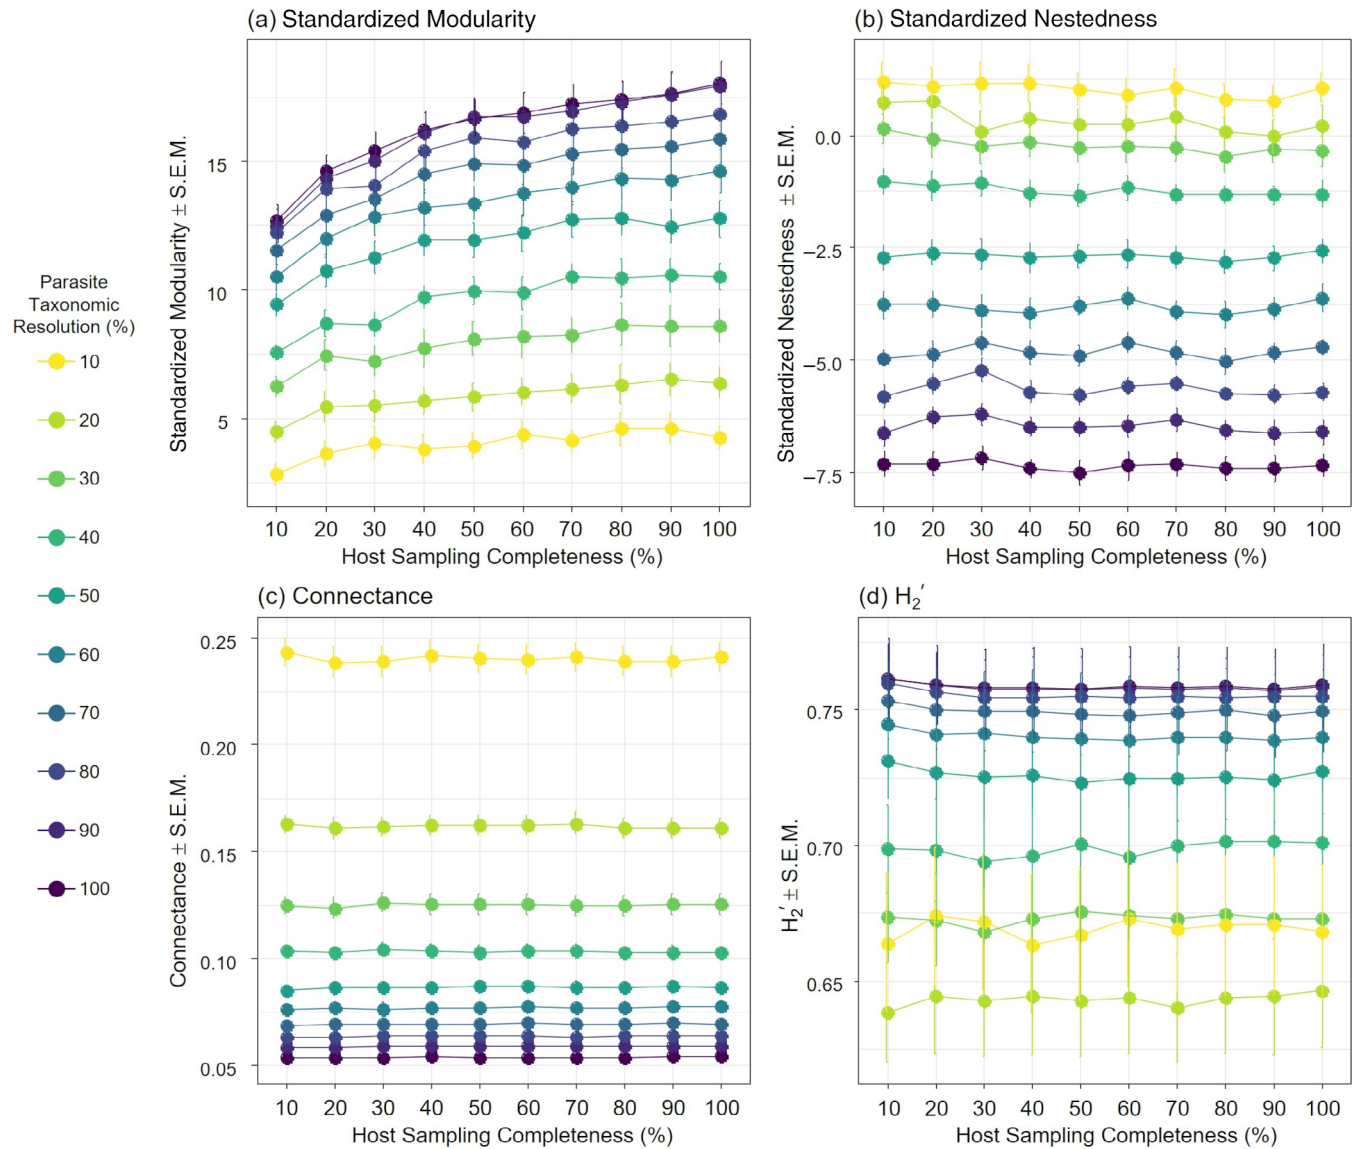 (a) Standardized Modularity
Standardized Modularity ± S.E.M.
15
10
5
10 20 30 40 50 60 70 80 90 100
Host Sampling Completeness (%)
(b) Standardized Nestedness
Standardized Nestedness ± S.E.M.
0.0
−2.5
−5.0
−7.5
10 20 30 40 50 60 70 80 90 100
Host Sampling Completeness (%)
Parasite
Taxonomic
Resolution (%)
10
20
30
40
50
60
70
80
90
100
(c) Connectance
Connectance ± S.E.M.
0.25
0.20
0.15
0.10
0.05
10 20 30 40 50 60 70 80 90 100
Host Sampling Completeness (%)
(d) H₂′
H₂′ ± S.E.M.
0.75
0.70
0.65
10 20 30 40 50 60 70 80 90 100
Host Sampling Completeness (%)